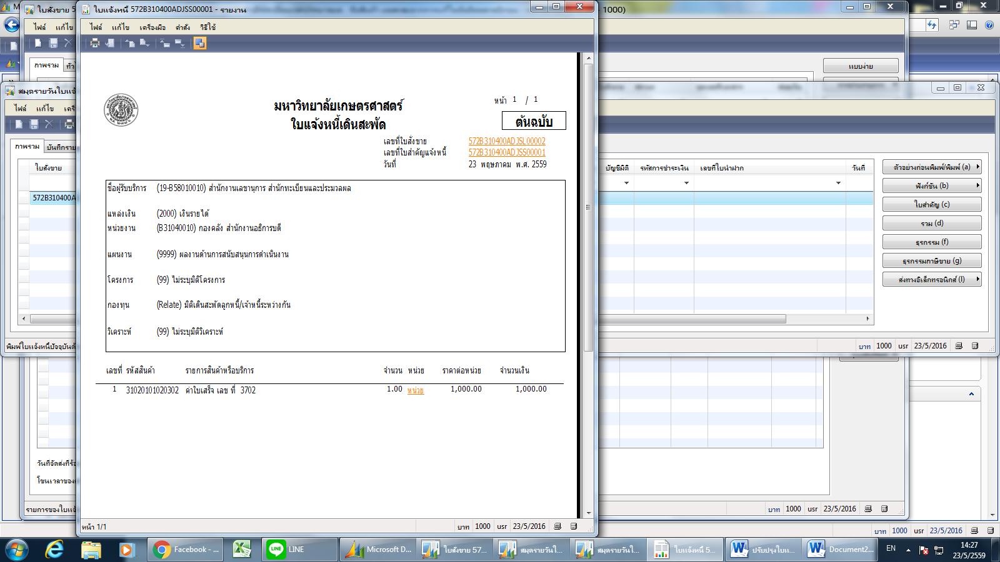 ใบแจ้งหนี้ 572B310400ADJSS00001 - รายงาน
ไฟล์ แก้ไข เครื่องมือ คำสั่ง วิธีใช้
หน้า 1 / 1
มหาวิทยาลัยเกษตรศาสตร์
ใบแจ้งหนี้เดินสะพัด
ต้นฉบับ
เลขที่ใบสั่งขาย 572B310400ADJSL00002
เลขที่ใบสำคัญแจ้งหนี้ 572B310400ADJSS00001
วันที่ 23 พฤษภาคม พ.ศ. 2559
ชื่อผู้รับบริการ (19-B58010010) สำนักงานเลขานุการ สำนักทะเบียนและประมวลผล
แหล่งเงิน (2000) เงินรายได้
หน่วยงาน (B31040010) กองคลัง สำนักงานอธิการบดี
แผนงาน (9999) ผลงานด้านการสนับสนุนการดำเนินงาน
โครงการ (99) ไม่ระบุมิติโครงการ
กองทุน (Relate) มิติเดินสะพัดลูกหนี้/เจ้าหนี้ระหว่างกัน
วิเคราะห์ (99) ไม่ระบุมิติวิเคราะห์
เลขที่ รหัสสินค้า รายการสินค้าหรือบริการ จำนวน หน่วย ราคาต่อหน่วย จำนวนเงิน
1 31020101020302 ค่าใบเสร็จ เลข ที่ 3702 1.00 หน่วย 1,000.00 1,000.00
หน้า 1/1 บาท 1000 usr 23/5/2016
ใบสั่งขาย 5
ไฟล์ แก้ไข
ภาพรวม ทั่วไ
- 1000)
แบบง่าย
สมุดรายวันใบแจ้
ไฟล์ แก้ไข เครื่
ภาพรวม บันทึกราย
ใบสั่งขาย
572B310400A
บัญชีมิติ รหัสการชำระเงิน เลขที่ใบนำฝาก วันที่
ตัวอย่างก่อนพิมพ์/พิมพ์ (a)
ฟังก์ชัน (b)
ใบสำคัญ (c)
รวม (d)
ธุรกรรม (f)
ธุรกรรมภาษีขาย (g)
ส่งทางอิเล็กทรอนิกส์ (l)
พิมพ์ใบแจ้งหนี้ปัจจุบันด้
บาท 1000 usr 23/5/2016
วันที่จัดส่งที่ร้อ
โซนเวลาของ
รายการของใบแจ้
บาท 1000 usr 23/5/2016
บาท 1000 usr 23/5/2016
Facebook - ...
LINE
Microsoft D...
ใบสั่งขาย 57...
สมุดรายวันใ...
สมุดรายวันใ...
ใบแจ้งหนี้ 5...
ปรับปรุงใบแ...
Document2...
EN
14:27
23/5/2559